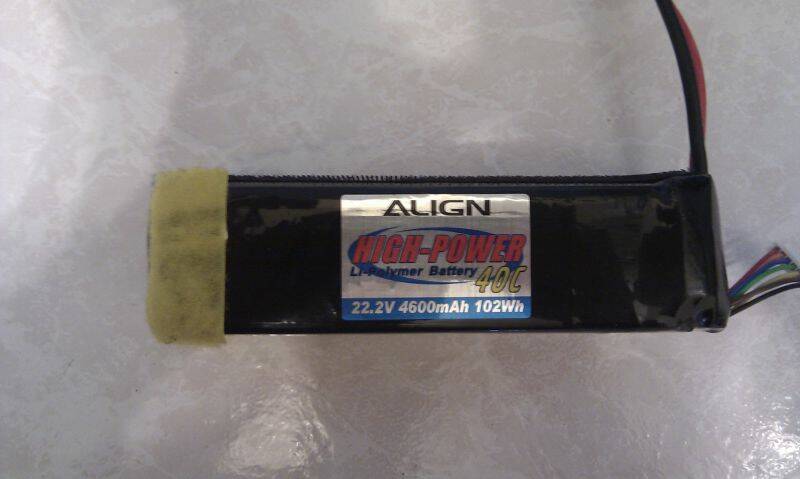 ALIGN
HIGH-POWER
Li-Polymer Battery 40C
22.2V 4600mAh 102Wh